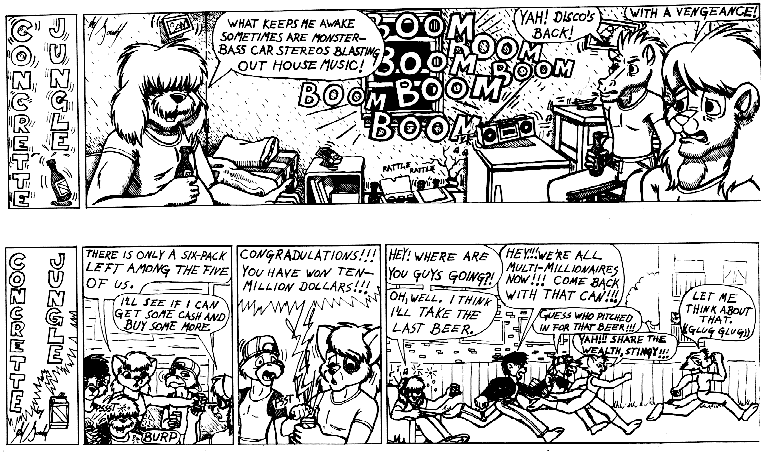 CONCRETE
JUNGLE
WHAT KEEPS ME AWAKE
SOMETIMES ARE MONSTER-
BASS CAR STEREOS BLASTING
OUT HOUSE MUSIC!
BOOM
BOOM
BOOM
BOOM
BOOM
BOOM
BOOM
RATTLE
RATTLE
YAH! DISCO'S
BACK!
WITH A VENGEANCE!
CONCRETTE
JUNGLE
THERE IS ONLY A SIX-PACK
LEFT AMONG THE FIVE
OF US.
I'LL SEE IF I CAN
GET SOME CASH AND
BUY SOME MORE.
BURP
CONGRADULATIONS!!!
YOU HAVE WON TEN-
MILLION DOLLARS!!!
HEY! WHERE ARE
YOU GUYS GOING?!
OH, WELL. I THINK
I'LL TAKE THE
LAST BEER.
HEY!!! WE'RE ALL
MULTI-MILLIONAIRES
NOW!!! COME BACK
WITH THAT CAN!!!
GUESS WHO PITCHED
IN FOR THAT BEER!!!
YAH!!! SHARE THE
WEALTH, STINGY!!!
LET ME
THINK ABOUT
THAT.
((GLUG GLUG))